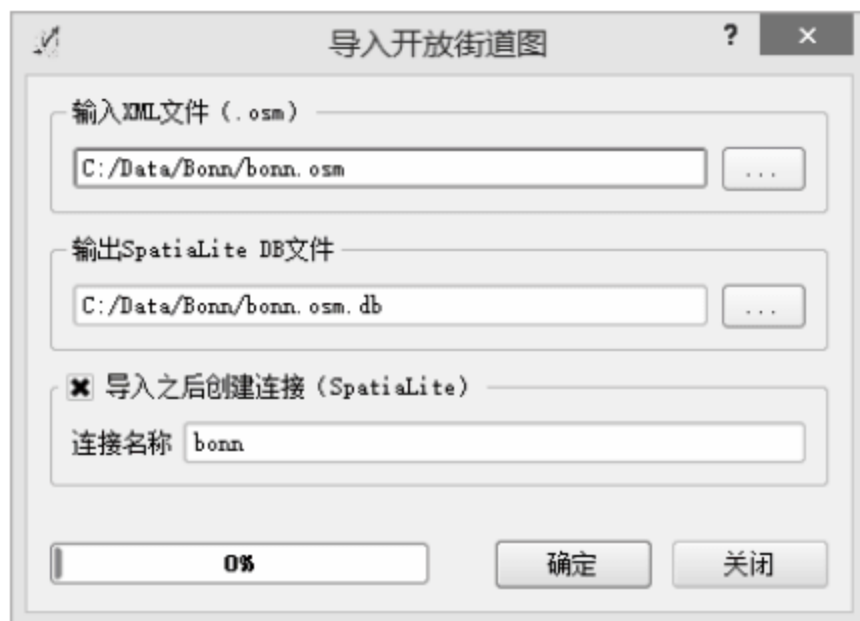 导入开放街道图
?
×
输入XML文件 (.osm)
C:/Data/Bonn/bonn.osm
...
输出SpatiaLite DB文件
C:/Data/Bonn/bonn.osm.db
...
导入之后创建连接 (SpatiaLite)
连接名称 bonn
0%
确定
关闭